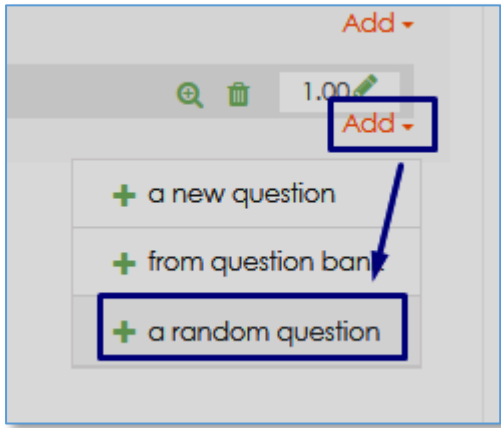 Add
1.00
Add
a new question
from question bank
a random question